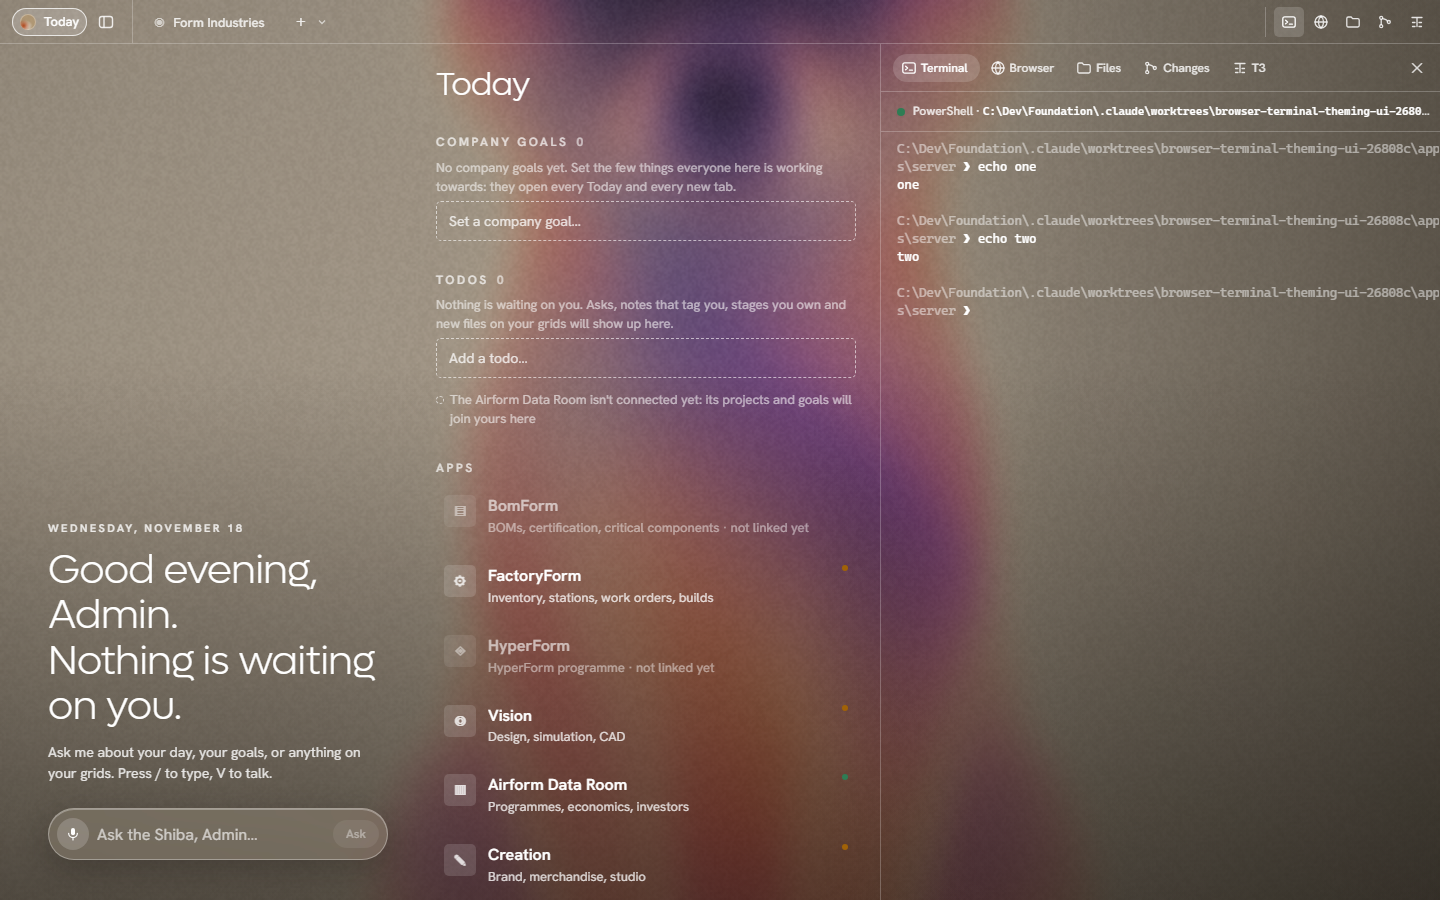 Today
Form Industries
Terminal
Browser
Files
Changes
T3
PowerShell · C:\Dev\Foundation\.claude\worktrees\browser-terminal-theming-ui-2680…
C:\Dev\Foundation\.claude\worktrees\browser-terminal-theming-ui-26808c\app
s\server ❯ echo one
one
C:\Dev\Foundation\.claude\worktrees\browser-terminal-theming-ui-26808c\app
s\server ❯ echo two
two
C:\Dev\Foundation\.claude\worktrees\browser-terminal-theming-ui-26808c\app
s\server ❯
Today
COMPANY GOALS 0
No company goals yet. Set the few things everyone here is working
towards: they open every Today and every new tab.
Set a company goal...
TODOS 0
Nothing is waiting on you. Asks, notes that tag you, stages you own and
new files on your grids will show up here.
Add a todo...
The Airform Data Room isn't connected yet: its projects and goals will
join yours here
APPS
BomForm
BOMs, certification, critical components · not linked yet
FactoryForm
Inventory, stations, work orders, builds
HyperForm
HyperForm programme · not linked yet
Vision
Design, simulation, CAD
Airform Data Room
Programmes, economics, investors
Creation
Brand, merchandise, studio
WEDNESDAY, NOVEMBER 18
Good evening,
Admin.
Nothing is waiting
on you.
Ask me about your day, your goals, or anything on
your grids. Press / to type, V to talk.
Ask the Shiba, Admin...
Ask